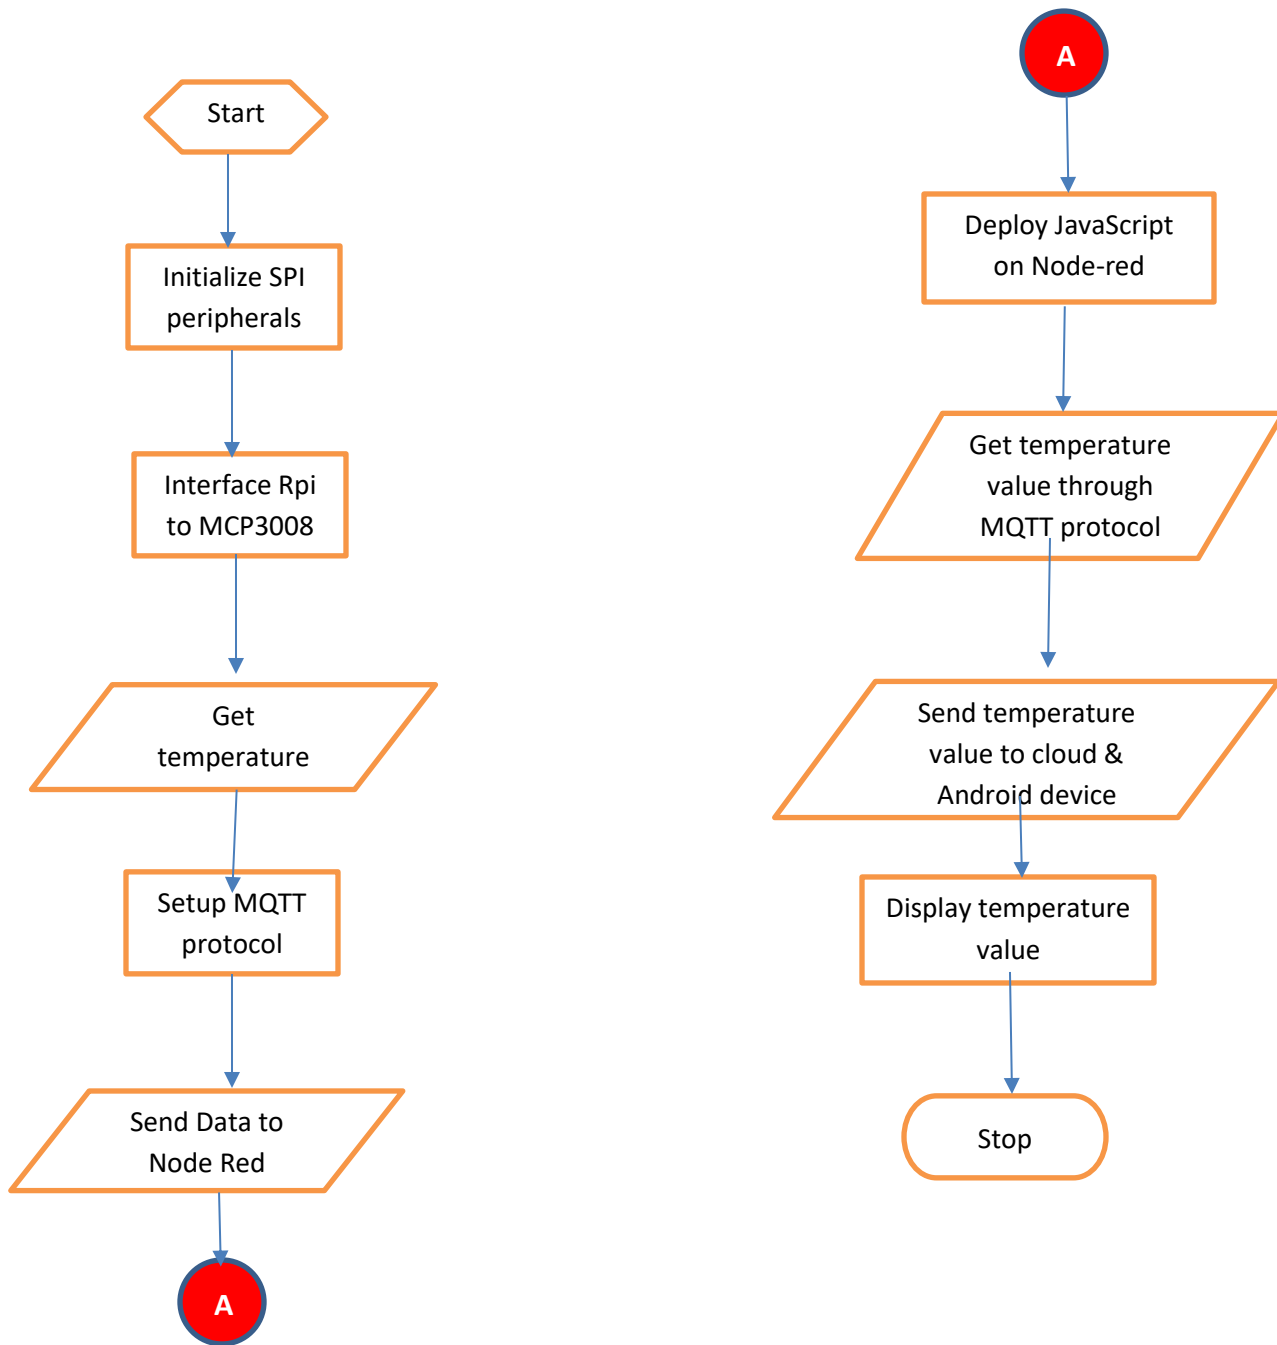 Start
Initialize SPI
peripherals
Interface Rpi
to MCP3008
Get
temperature
Setup MQTT
protocol
Send Data to
Node Red
A
A
Deploy JavaScript
on Node-red
Get temperature
value through
MQTT protocol
Send temperature
value to cloud &
Android device
Display temperature
value
Stop